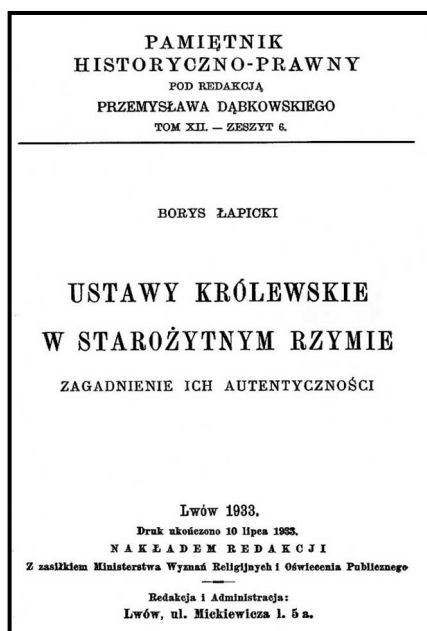 PAMIĘTNIK
HISTORYCZNO-PRAWNY
POD REDAKCJĄ
PRZEMYSŁAWA DĄBKOWSKIEGO
TOM XII. — ZESZYT 6.
BORYS ŁAPICKI
USTAWY KRÓLEWSKIE
W STAROŻYTNYM RZYMIE
ZAGADNIENIE ICH AUTENTYCZNOŚCI
Lwów 1933.
Druk ukończono 10 lipca 1933.
NAKŁADEM REDAKCJI
Z zasiłkiem Ministerstwa Wyznań Religijnych i Oświecenia Publicznego
Redakcja i Administracja:
Lwów, ul. Mickiewicza l. 5 a.